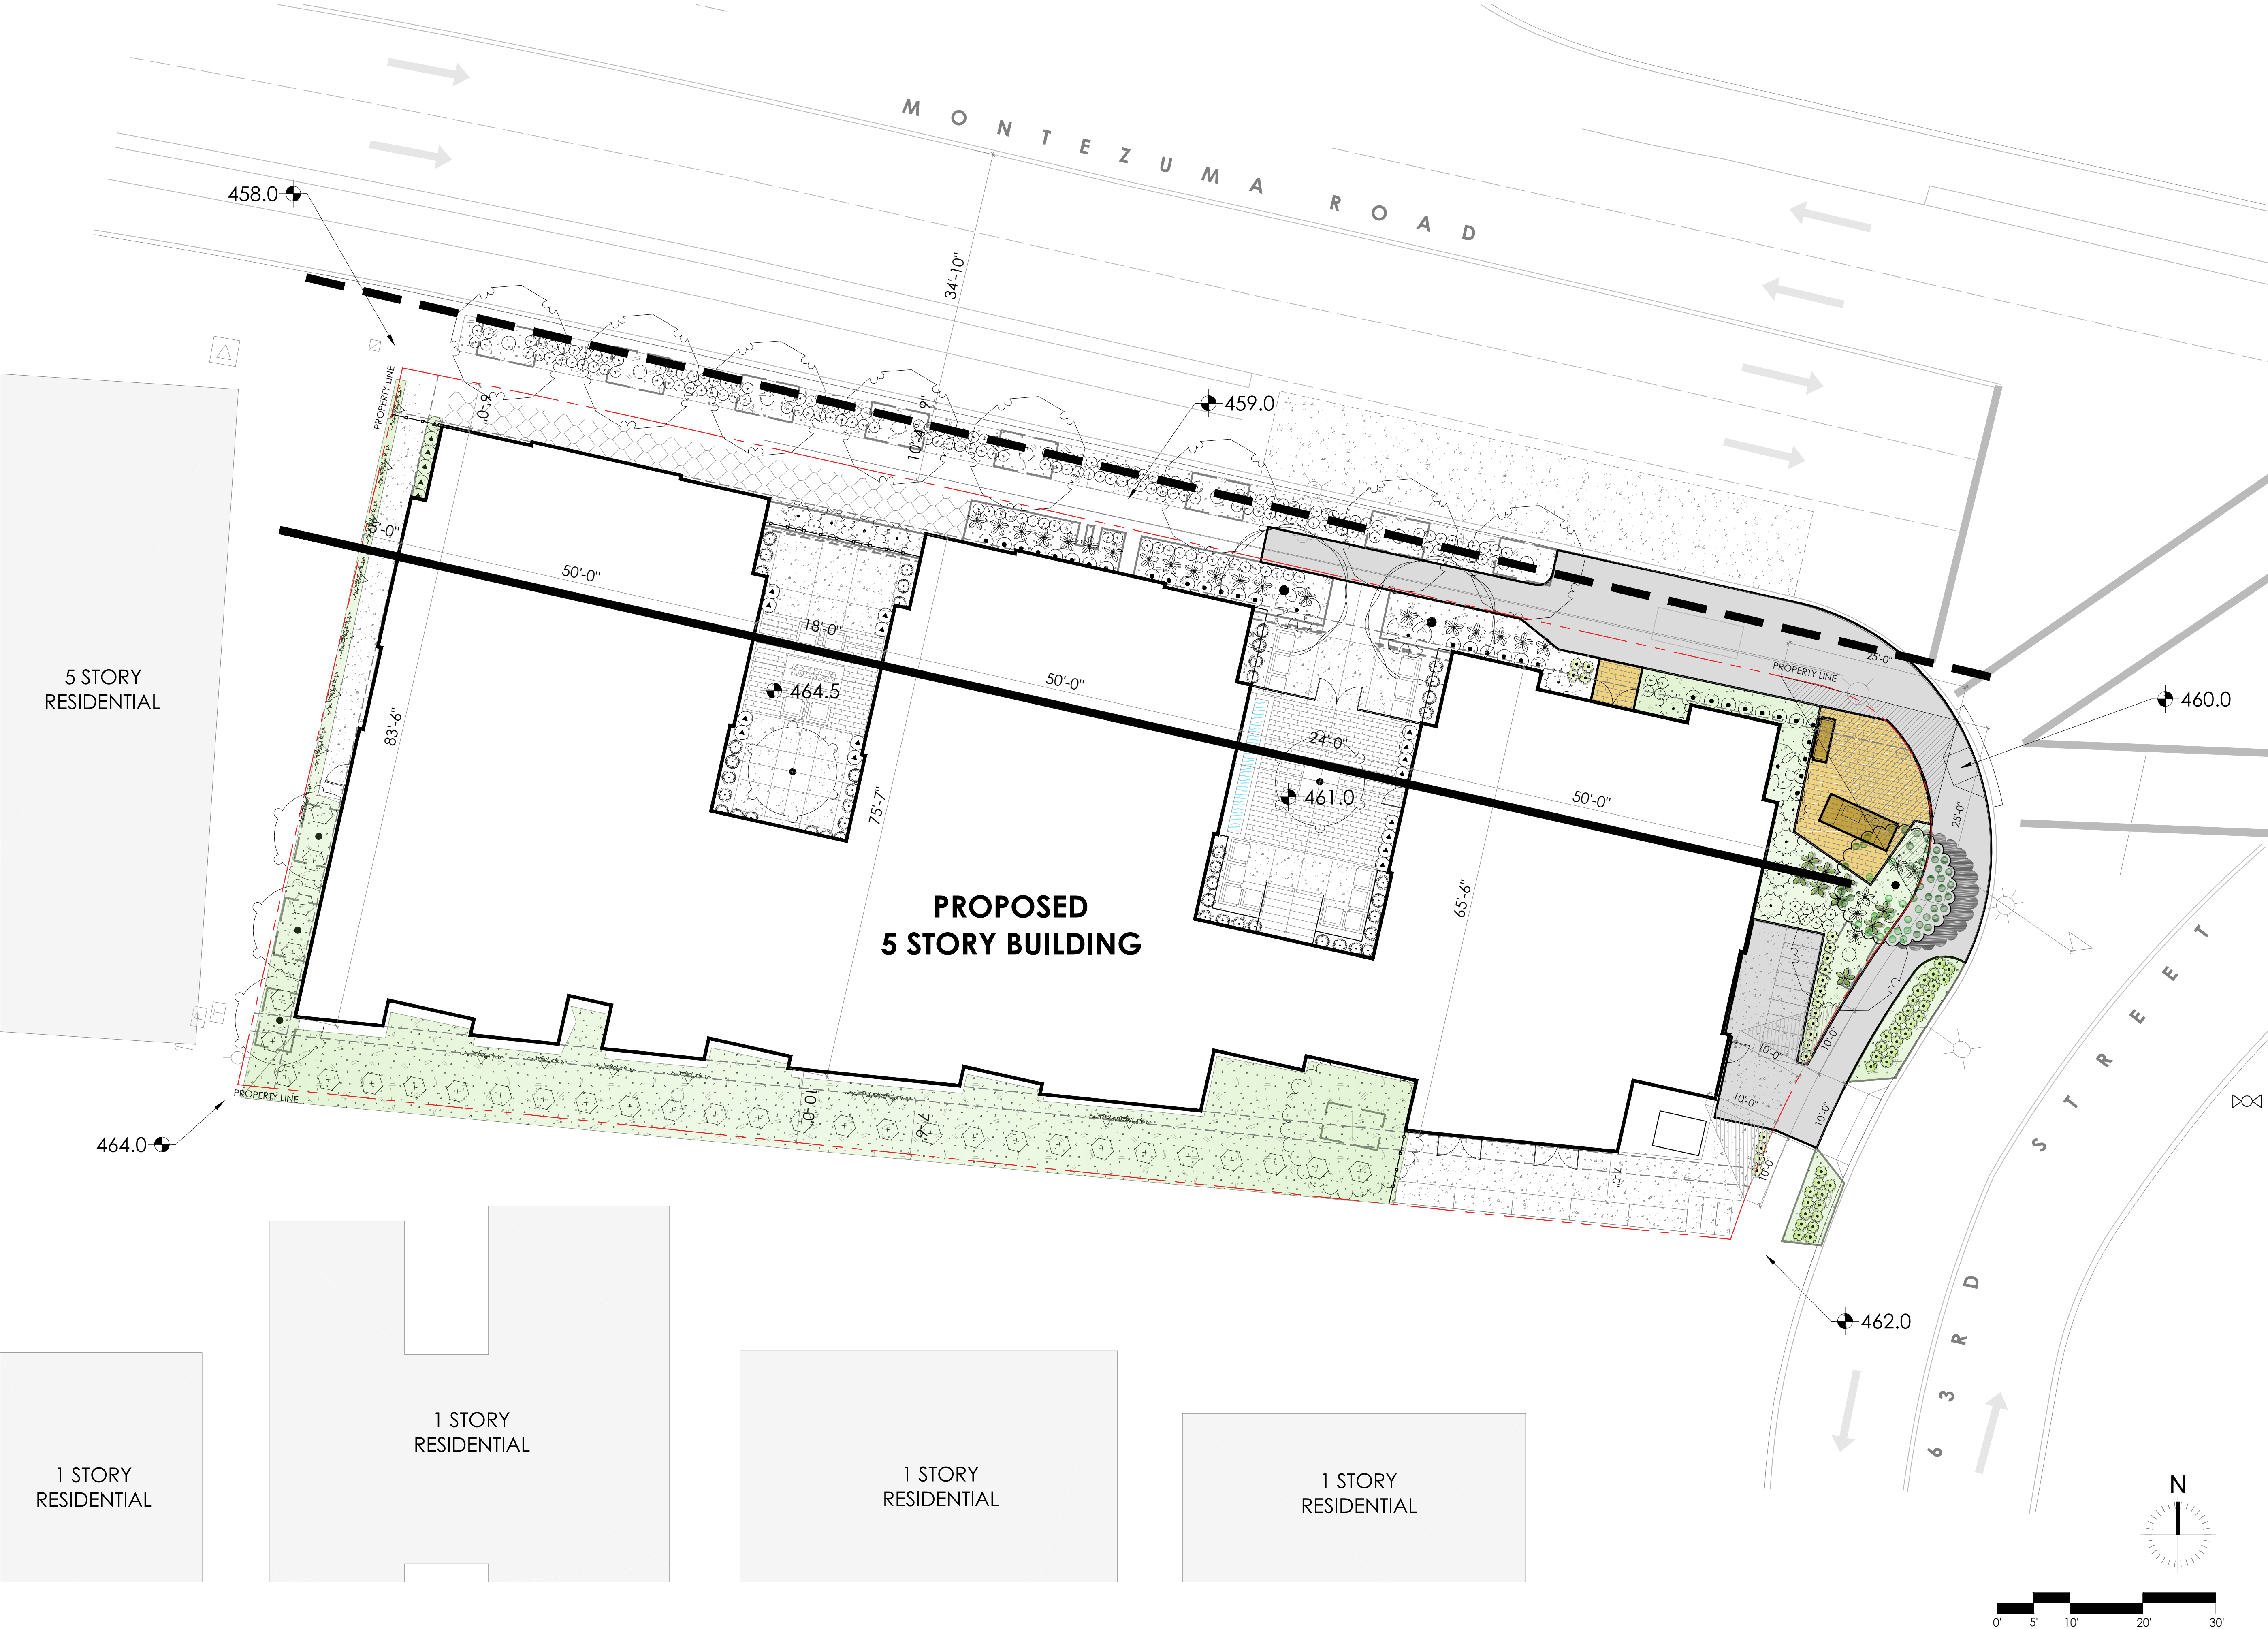 MONTEZUMA ROAD
458.0
34'-10"
PROPERTY LINE
6'-0"
10'-4"
9"
459.0
5'-0"
50'-0"
18'-0"
464.5
50'-0"
24'-0"
461.0
50'-0"
25'-0"
PROPERTY LINE
460.0
25'-0"
5 STORY
RESIDENTIAL
83'-6"
75'-7"
65'-6"
PROPOSED
5 STORY BUILDING
63RD STREET
10'-0"
10'-0"
10'-0"
10'-0"
10'-0"
PROPERTY LINE
464.0
10'-0"
7'-6"
462.0
1 STORY
RESIDENTIAL
1 STORY
RESIDENTIAL
1 STORY
RESIDENTIAL
1 STORY
RESIDENTIAL
N
0' 5' 10' 20' 30'